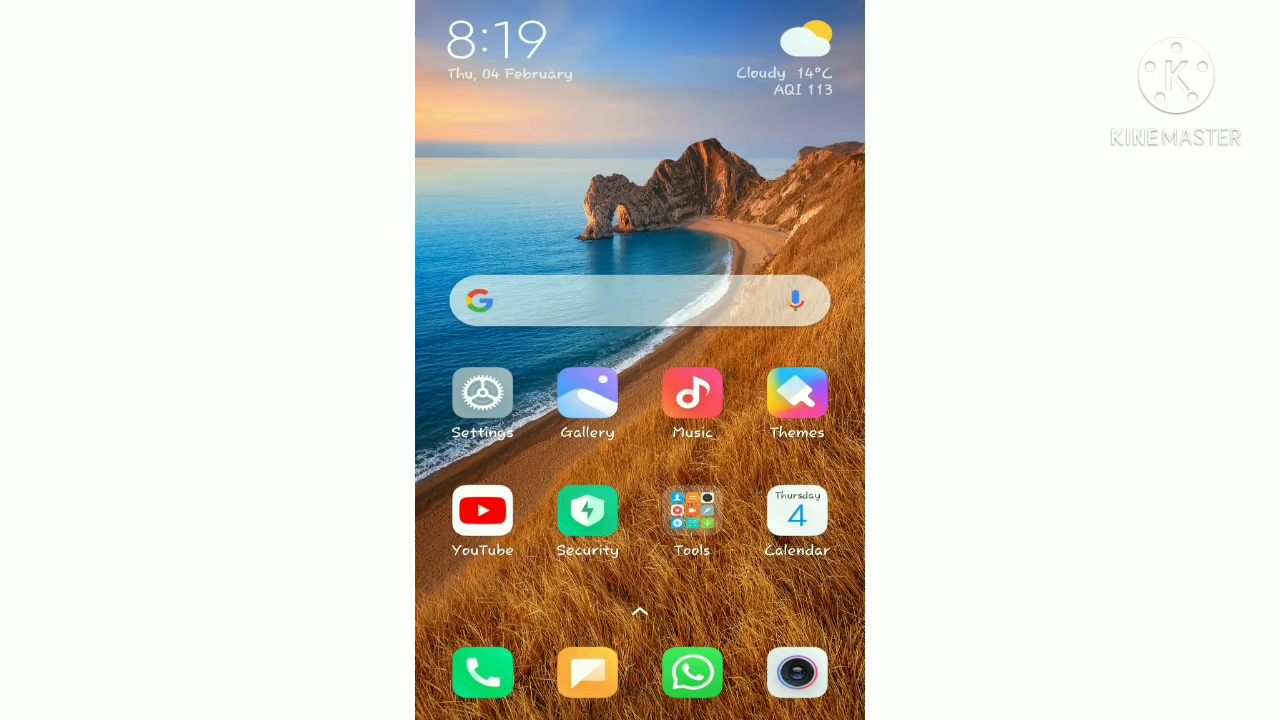 8:19
Thu, 04 February
Cloudy 14°C
AQI 113
K
KINEMASTER
G
Settings
Gallery
Music
Themes
Thursday
4
YouTube
Security
Tools
Calendar